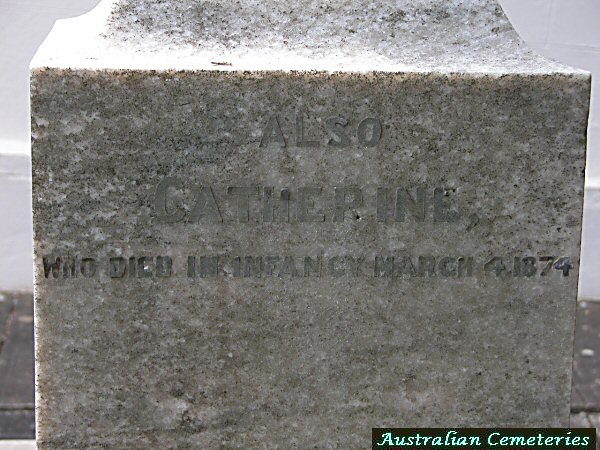 ALSO
CATHERINE,
WHO DIED IN INFANCY MARCH 4. 1874
Australian Cemeteries